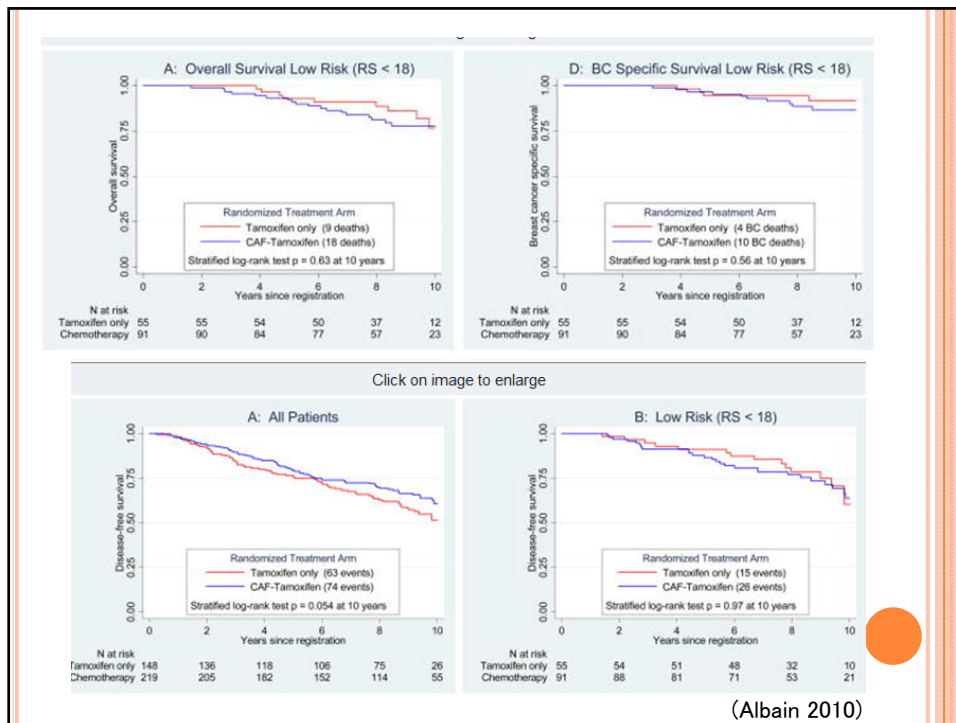 A: Overall Survival Low Risk (RS < 18)
Overall survival
1.00
0.75
0.50
0.25
0.00
Randomized Treatment Arm
Tamoxifen only (9 deaths)
CAF-Tamoxifen (18 deaths)
Stratified log-rank test p = 0.63 at 10 years
0 2 4 6 8 10
Years since registration
N at risk
Tamoxifen only 55 55 54 50 37 12
Chemotherapy 91 90 84 77 57 23
D: BC Specific Survival Low Risk (RS < 18)
Breast cancer specific survival
1.00
0.75
0.50
0.25
0.00
Randomized Treatment Arm
Tamoxifen only (4 BC deaths)
CAF-Tamoxifen (10 BC deaths)
Stratified log-rank test p = 0.56 at 10 years
0 2 4 6 8 10
Years since registration
N at risk
Tamoxifen only 55 55 54 50 37 12
Chemotherapy 91 90 84 77 57 23
Click on image to enlarge
A: All Patients
Disease-free survival
1.00
0.75
0.50
0.25
0.00
Randomized Treatment Arm
Tamoxifen only (63 events)
CAF-Tamoxifen (74 events)
Stratified log-rank test p = 0.054 at 10 years
0 2 4 6 8 10
Years since registration
N at risk
Tamoxifen only 148 136 118 106 75 26
Chemotherapy 219 205 182 152 114 55
B: Low Risk (RS < 18)
Disease-free survival
1.00
0.75
0.50
0.25
0.00
Randomized Treatment Arm
Tamoxifen only (15 events)
CAF-Tamoxifen (26 events)
Stratified log-rank test p = 0.97 at 10 years
0 2 4 6 8 10
Years since registration
N at risk
Tamoxifen only 55 54 51 48 32 10
Chemotherapy 91 88 81 71 53 21
(Albain 2010)